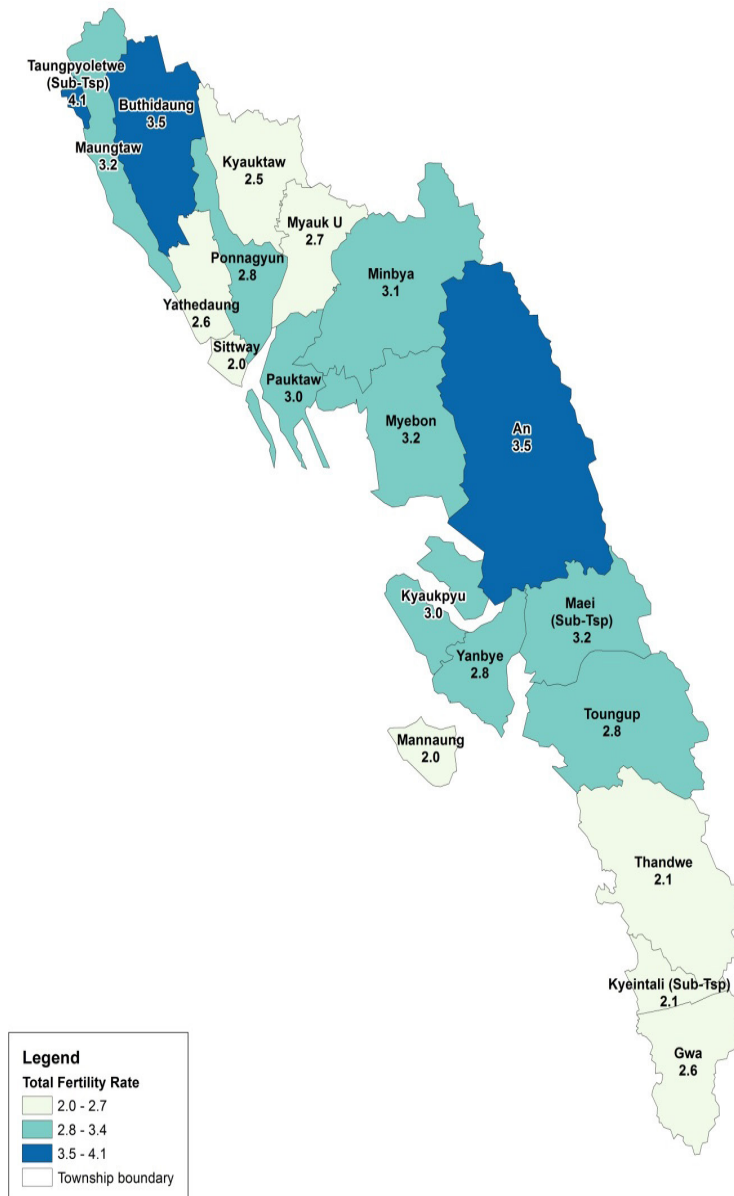 Taungpyoletwe
(Sub-Tsp)
4.1
Buthidaung
3.5
Maungtaw
3.2
Kyauktaw
2.5
Myauk U
2.7
Ponnagyun
2.8
Minbya
3.1
Yathedaung
2.6
Sittway
2.0
Pauktaw
3.0
Myebon
3.2
An
3.5
Kyaukpyu
3.0
Maei
(Sub-Tsp)
3.2
Yanbye
2.8
Toungup
2.8
Mannaung
2.0
Thandwe
2.1
Kyeintali (Sub-Tsp)
2.1
Gwa
2.6
Legend
Total Fertility Rate
2.0 - 2.7
2.8 - 3.4
3.5 - 4.1
Township boundary